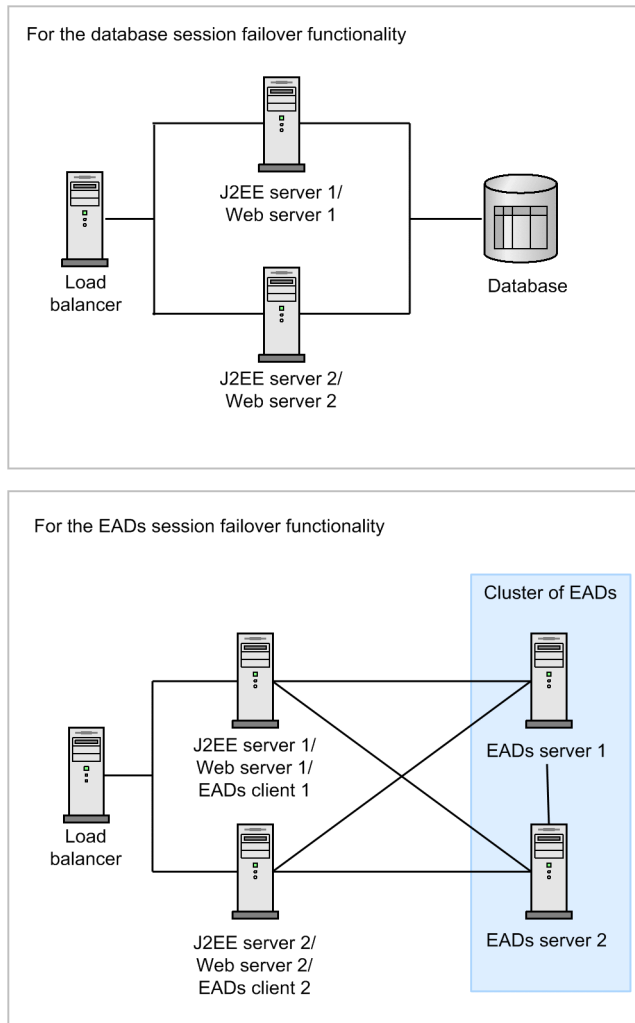 For the database session failover functionality
J2EE server 1/
Web server 1
Load
balancer
Database
J2EE server 2/
Web server 2
For the EADs session failover functionality
Cluster of EADs
J2EE server 1/
Web server 1/
EADs client 1
EADs server 1
Load
balancer
J2EE server 2/
Web server 2/
EADs client 2
EADs server 2